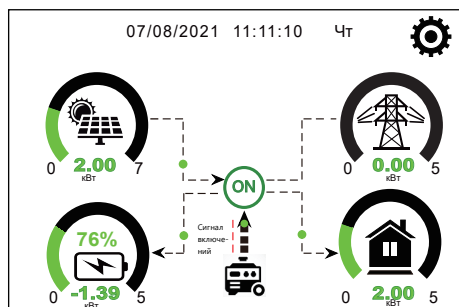 07/08/2021 11:11:10 Чт
0 2.00 7
кВт
0 0.00 5
кВт
ON
Сигнал
включе-
ний
76%
0 -1.39 5
кВт
0 2.00 5
кВт